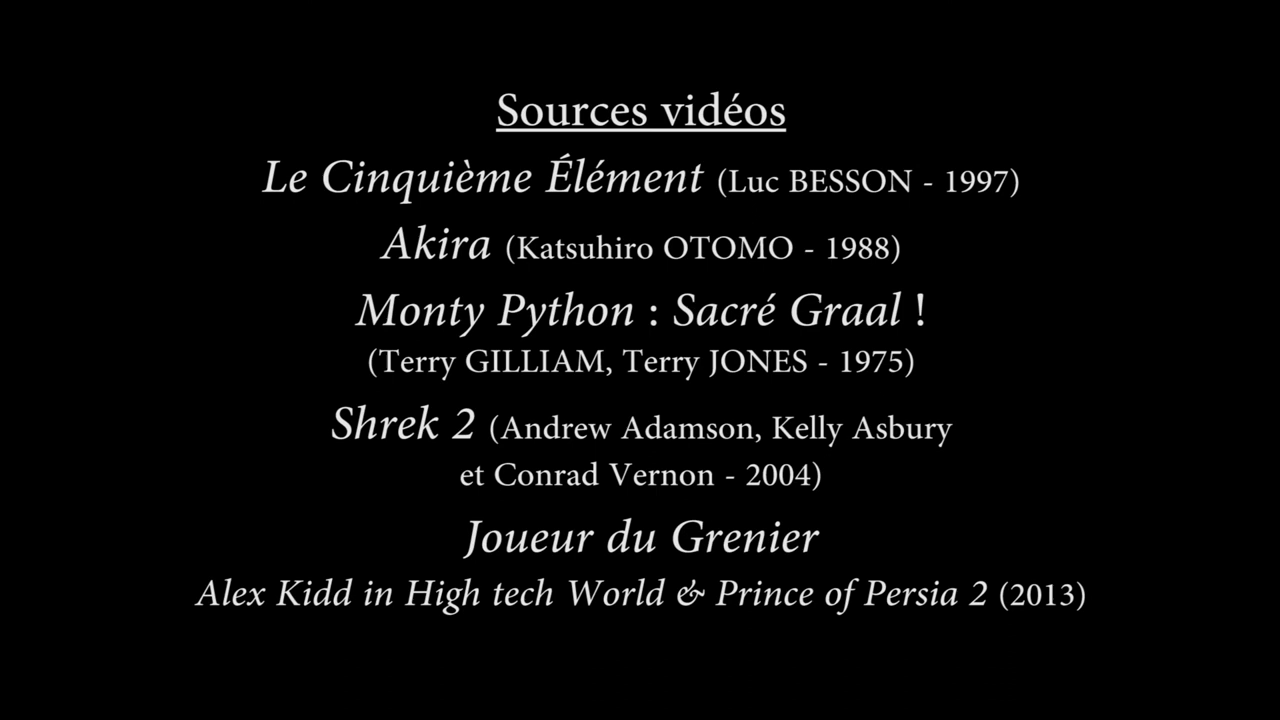 Sources vidéos
Le Cinquième Élément (Luc BESSON - 1997)
Akira (Katsuhiro OTOMO - 1988)
Monty Python : Sacré Graal !
(Terry GILLIAM, Terry JONES - 1975)
Shrek 2 (Andrew Adamson, Kelly Asbury
et Conrad Vernon - 2004)
Joueur du Grenier
Alex Kidd in High tech World & Prince of Persia 2 (2013)